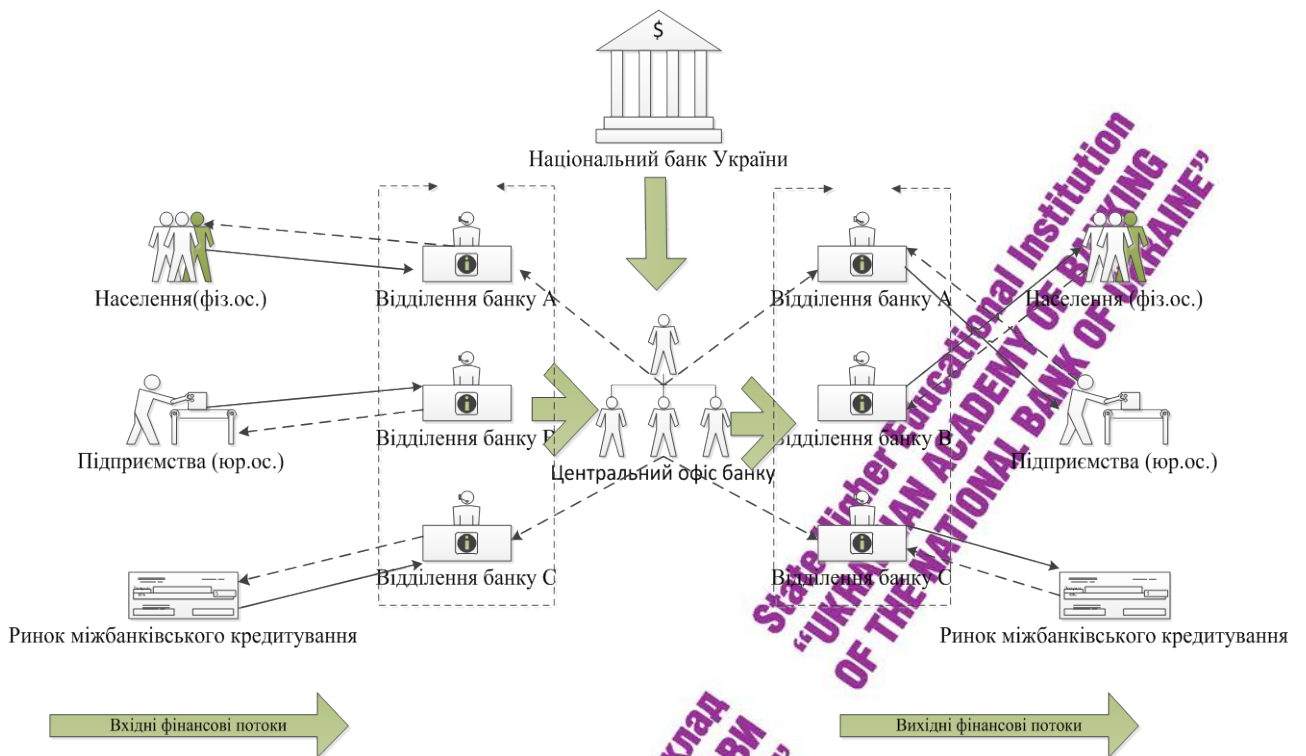 $
Національний банк України
Населення(фіз.ос.)
Відділення банку А
Відділення банку А
Населення (фіз.ос.)
Підприємства (юр.ос.)
Відділення банку
Центральний офіс банку
Відділення банку В
Підприємства (юр.ос.)
Відділення банку С
Відділення банку С
Ринок міжбанківського кредитування
Ринок міжбанківського кредитування
Вхідні фінансові потоки
Вихідні фінансові потоки
State Higher Educational Institution
“UKRAINIAN ACADEMY OF BANKING
OF THE NATIONAL BANK OF UKRAINE”